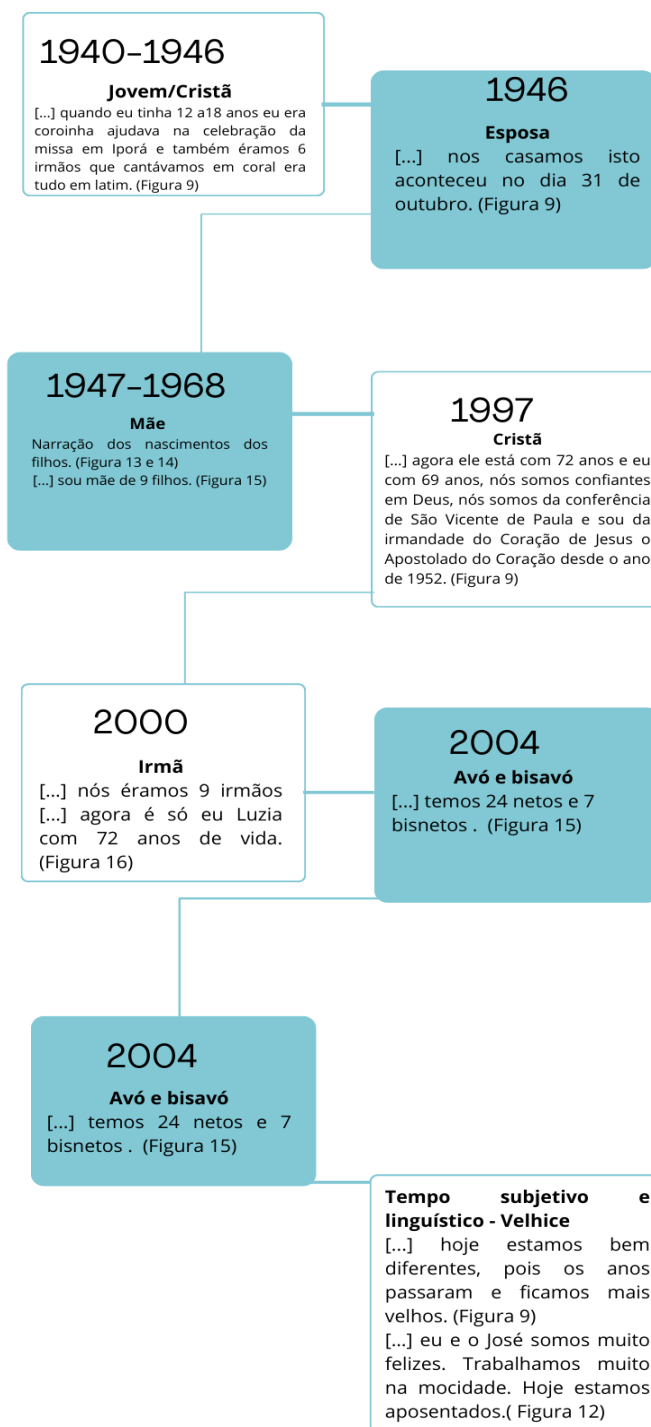 1940-1946
Jovem/Cristã
[...] quando eu tinha 12 a18 anos eu era
coroinha ajudava na celebração da
missa em Iporá e também éramos 6
irmãos que cantávamos em coral era
tudo em latim. (Figura 9)
1946
Esposa
[...] nos casamos isto
aconteceu no dia 31 de
outubro. (Figura 9)
1947-1968
Mãe
Narração dos nascimentos dos
filhos. (Figura 13 e 14)
[...] sou mãe de 9 filhos. (Figura 15)
1997
Cristã
[...] agora ele está com 72 anos e eu
com 69 anos, nós somos confiantes
em Deus, nós somos da conferência
de São Vicente de Paula e sou da
irmandade do Coração de Jesus o
Apostolado do Coração desde o ano
de 1952. (Figura 9)
2000
Irmã
[...] nós éramos 9 irmãos
[...] agora é só eu Luzia
com 72 anos de vida.
(Figura 16)
2004
Avó e bisavó
[...] temos 24 netos e 7
bisnetos . (Figura 15)
2004
Avó e bisavó
[...] temos 24 netos e 7
bisnetos . (Figura 15)
Tempo subjetivo e
linguístico - Velhice
[...] hoje estamos bem
diferentes, pois os anos
passaram e ficamos mais
velhos. (Figura 9)
[...] eu e o José somos muito
felizes. Trabalhamos muito
na mocidade. Hoje estamos
aposentados.( Figura 12)